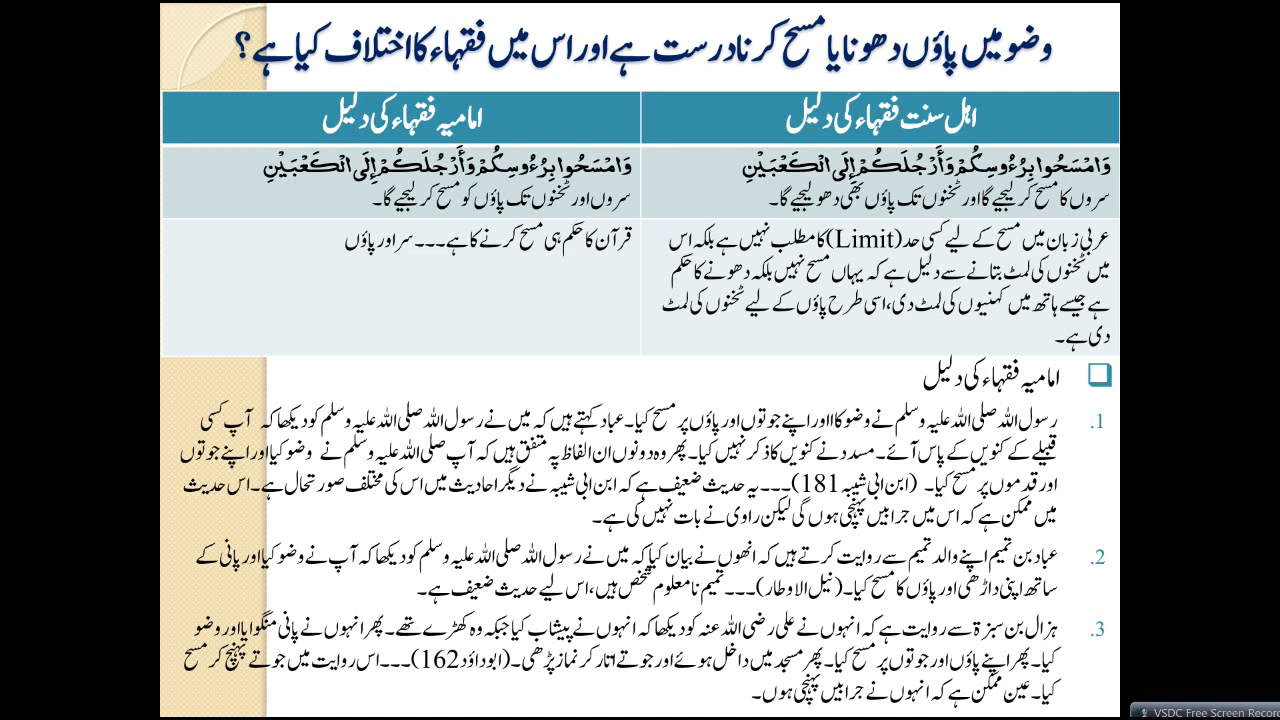 وضو میں پاؤں دھونا یا مسح کرنا درست ہے اور اس میں فقہاء کا اختلاف کیا ہے؟
اہل سنت فقہاء کی دلیل
امامیہ فقہاء کی دلیل
وَامْسَحُوا بِرُءُوسِكُمْ وَأَرْجُلَكُمْ إِلَى الْكَعْبَيْنِ
سروں کا مسح کر لیجیے گا اور ٹخنوں تک پاؤں بھی دھو لیجیے گا۔
وَامْسَحُوا بِرُءُوسِكُمْ وَأَرْجُلَكُمْ إِلَى الْكَعْبَيْنِ
سروں اور ٹخنوں تک پاؤں کو مسح کر لیجیے گا۔
عربی زبان میں مسح کے لیے کسی حد (Limit) کا مطلب نہیں ہے بلکہ اس
میں ٹخنوں کی لمٹ بتانے سے دلیل ہے کہ یہاں مسح نہیں بلکہ دھونے کا حکم
ہے جیسے ہاتھ میں کہنیوں کی لمٹ دی، اسی طرح پاؤں کے لیے ٹخنوں کی لمٹ
دی ہے۔
قرآن کا حکم ہی مسح کرنے کا ہے۔۔۔ سر اور پاؤں
❑ امامیہ فقہاء کی دلیل
1. رسول اللہ صلی اللہ علیہ وسلم نے وضو کا ااور اپنے جوتوں اور پاؤں پر مسح کیا۔ عباد کہتے ہیں کہ میں نے رسول اللہ صلی اللہ علیہ وسلم کو دیکھا کہ آپ کسی
قبیلے کے کنویں کے پاس آئے۔ مسدد نے کنویں کا ذکر نہیں کیا۔ پھر وہ دونوں ان الفاظ پہ متفق ہیں کہ آپ صلی اللہ علیہ وسلم نے وضو کیا اور اپنے جوتوں
اور قدموں پر مسح کیا۔ (ابن ابی شیبہ 181)۔۔۔ یہ حدیث ضعیف ہے کہ ابن ابی شیبہ نے دیگر احادیث میں اس کی مختلف صورتحال ہے۔ اس حدیث
میں ممکن ہے کہ اس میں جرابیں پہنچی ہوں گی لیکن راوی نے بات نہیں کی ہے۔
2. عباد بن تمیم اپنے والد تمیم سے روایت کرتے ہیں کہ انھوں نے بیان کیا کہ میں نے رسول اللہ صلی اللہ علیہ وسلم کو دیکھا کہ آپ نے وضو کیا اور پانی کے
ساتھ اپنی داڑھی اور پاؤں کا مسح کیا۔ (نیل الاوطار)۔۔۔ تمیم نامعلوم شخص ہیں، اس لیے حدیث ضعیف ہے۔
3. ہزال بن سبزۃ سے روایت ہے کہ انہوں نے علی رضی اللہ عنہ کو دیکھا کہ انہوں نے پیشاب کیا جبکہ وہ کھڑے تھے۔ پھر انہوں نے پانی منگوایا اور وضو
کیا۔ پھر اپنے پاؤں اور جوتوں پر مسح کیا۔ پھر مسجد میں داخل ہوئے اور جوتے اتار کر نماز پڑھی۔ (ابو داؤد 162)۔۔۔ اس روایت میں جوتے پہنچ کر مسح
کیا۔ عین ممکن ہے کہ انہوں نے جرابیں پہنچی ہوں۔
VSDC Free Screen Recor